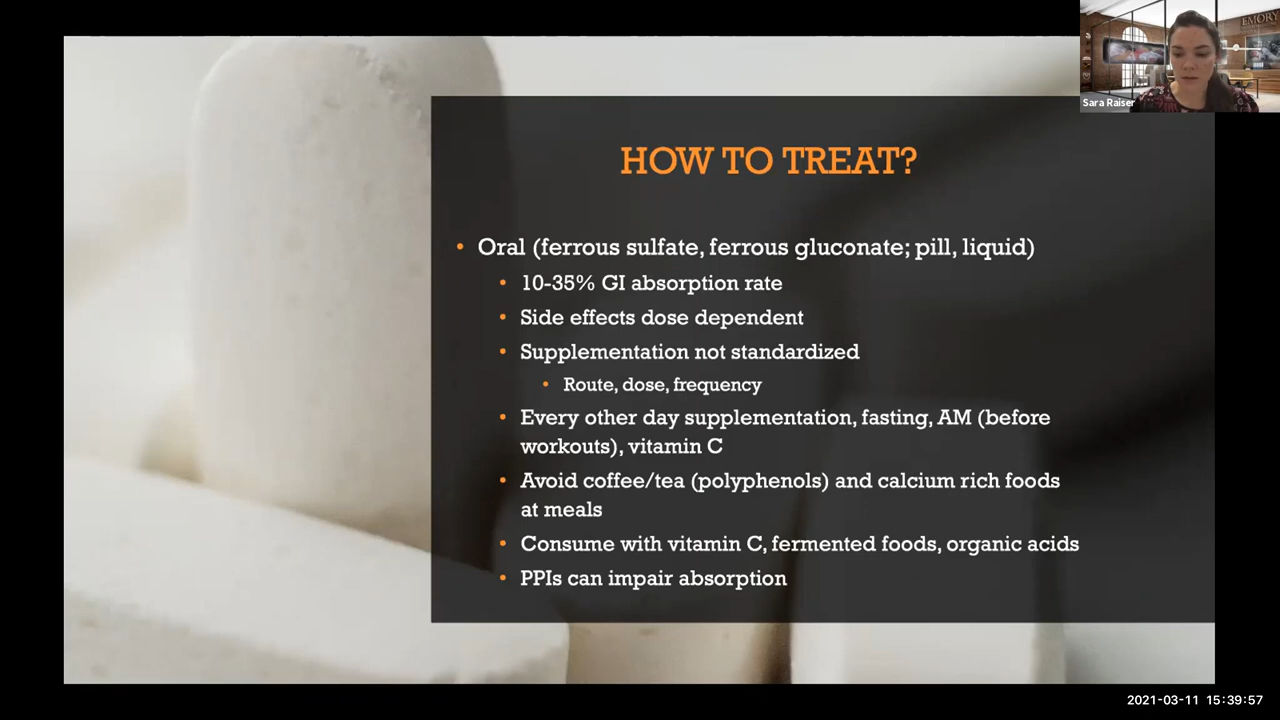 EMORY
Sara Raiser
HOW TO TREAT?
• Oral (ferrous sulfate, ferrous gluconate; pill, liquid)
• 10-35% GI absorption rate
• Side effects dose dependent
• Supplementation not standardized
• Route, dose, frequency
• Every other day supplementation, fasting, AM (before
workouts), vitamin C
• Avoid coffee/tea (polyphenols) and calcium rich foods
at meals
• Consume with vitamin C, fermented foods, organic acids
• PPIs can impair absorption
2021-03-11 15:39:57